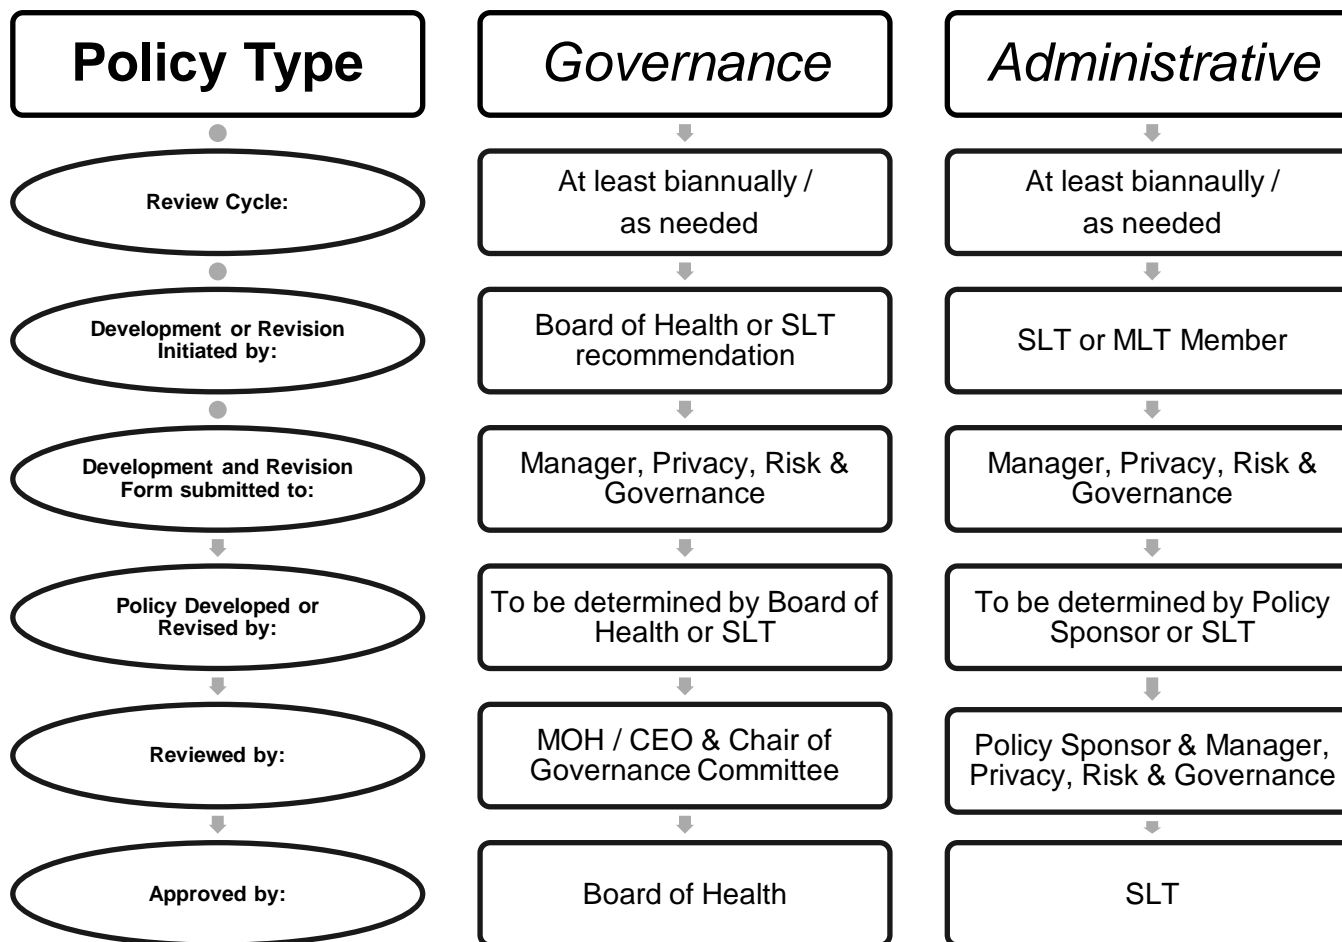 Policy Type
Governance
Administrative
Review Cycle:
At least biannually /
as needed
At least biannaully /
as needed
Development or Revision
Initiated by:
Board of Health or SLT
recommendation
SLT or MLT Member
Development and Revision
Form submitted to:
Manager, Privacy, Risk &
Governance
Manager, Privacy, Risk &
Governance
Policy Developed or
Revised by:
To be determined by Board of
Health or SLT
To be determined by Policy
Sponsor or SLT
Reviewed by:
MOH / CEO & Chair of
Governance Committee
Policy Sponsor & Manager,
Privacy, Risk & Governance
Approved by:
Board of Health
SLT